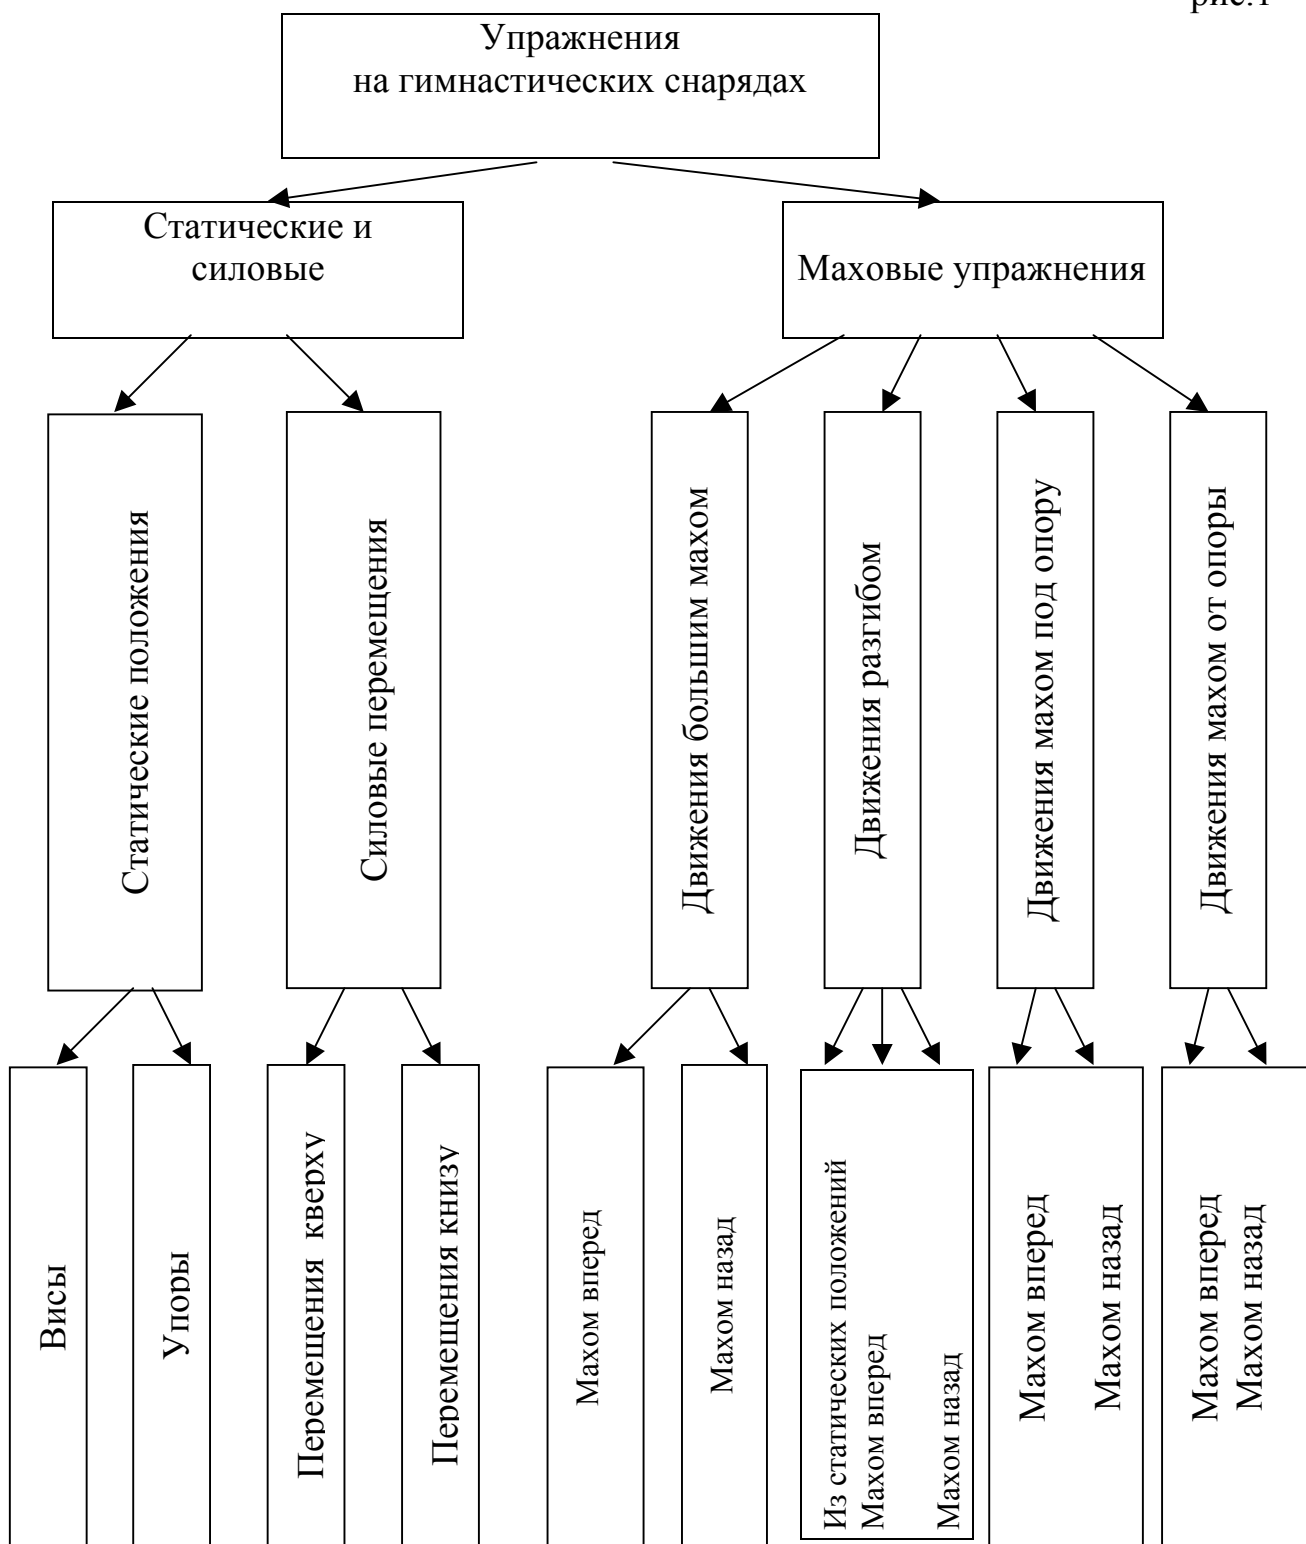 рис.1
Упражнения
на гимнастических снарядах
Статические и
силовые
Маховые упражнения
Статические положения
Силовые перемещения
Движения большим махом
Движения разгибом
Движения махом под опору
Движения махом от опоры
Висы
Упоры
Перемещения кверху
Перемещения книзу
Махом вперед
Махом назад
Из статических положений
Махом вперед
Махом назад
Махом вперед
Махом назад
Махом вперед
Махом назад